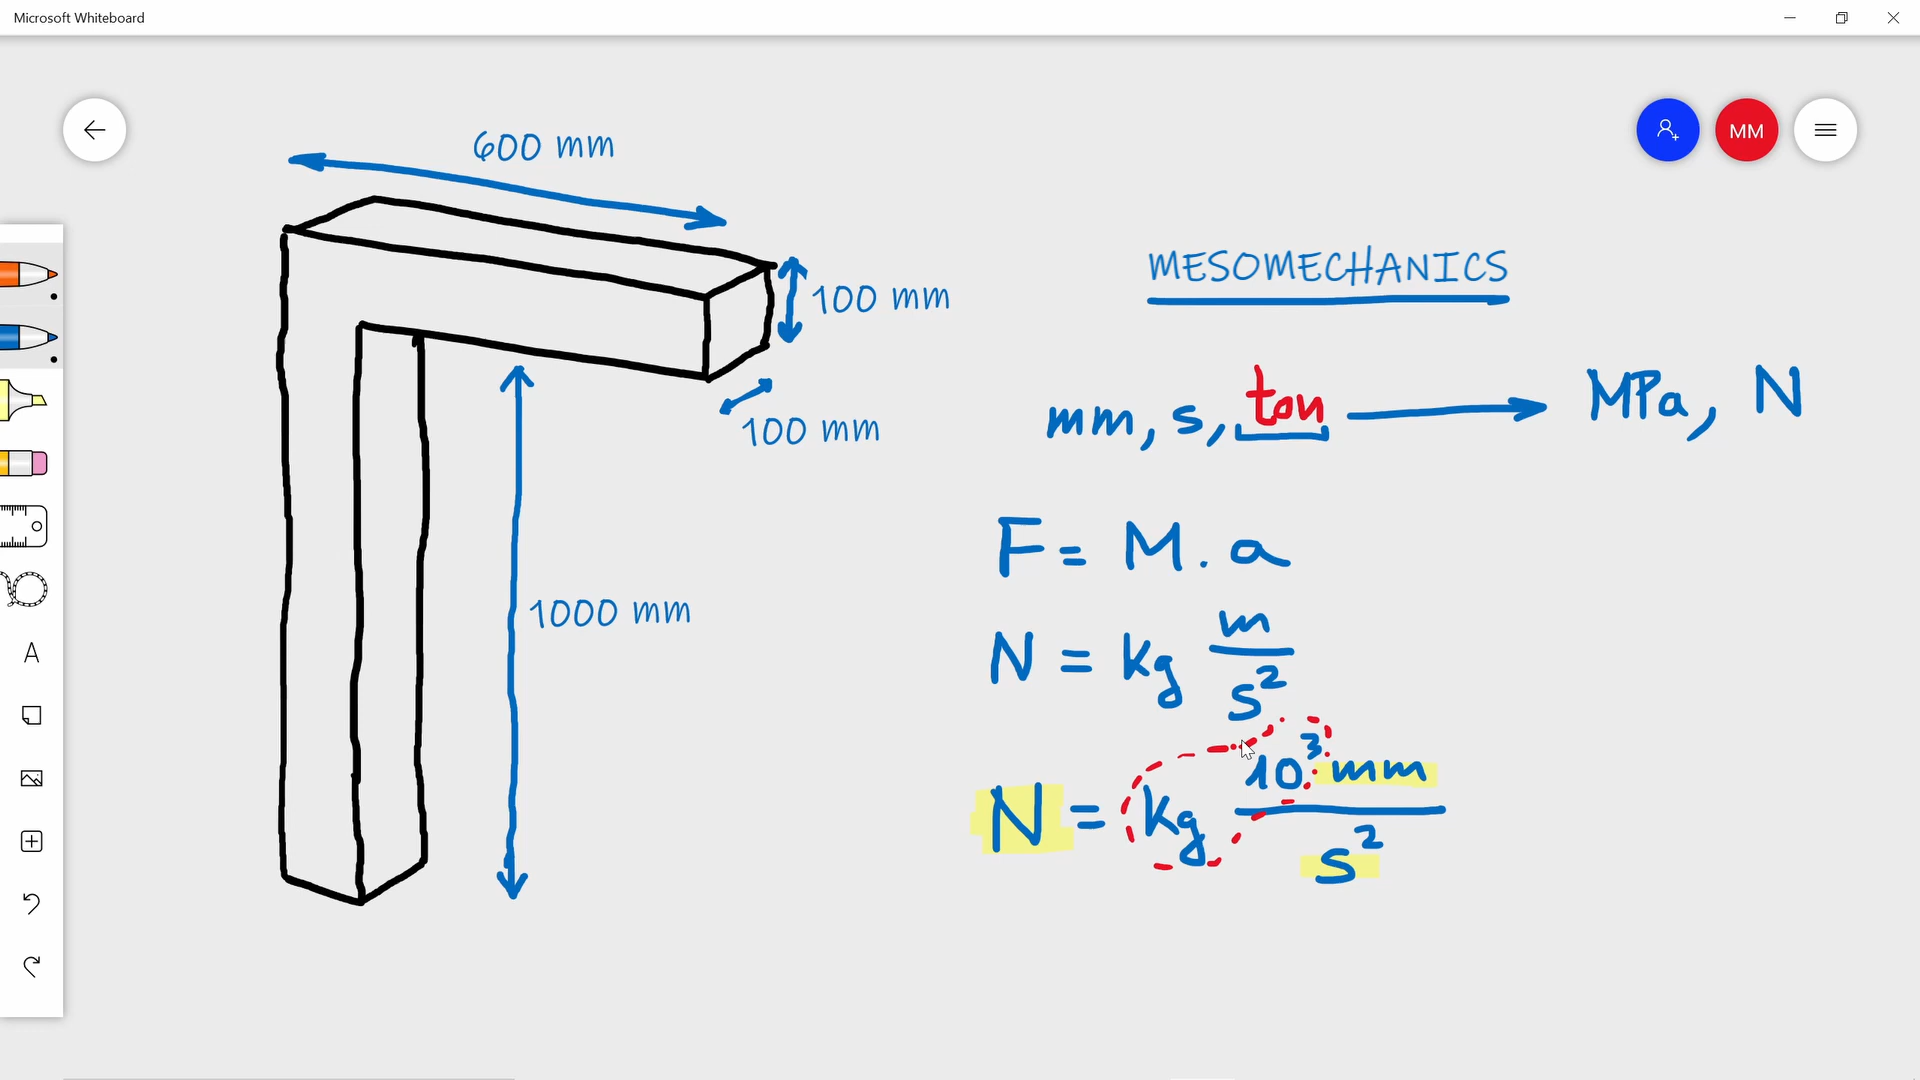 Microsoft Whiteboard
MM
600 mm
100 mm
100 mm
1000 mm
MESOMECHANICS
mm, s, ton → MPa, N
F = M . a
N = kg m/s²
N = kg 10³ mm/s²
A